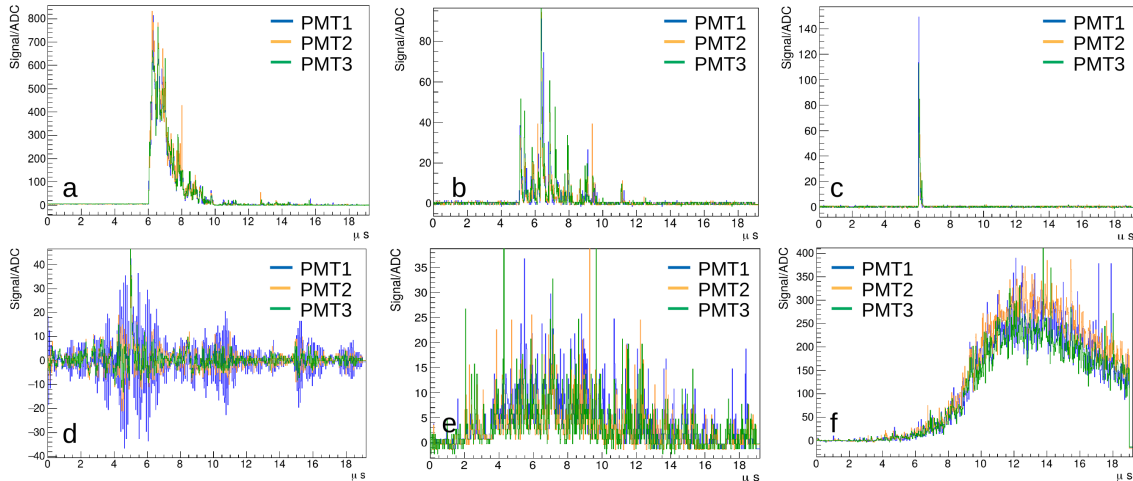 Signal/ADC
800
700
600
500
400
300
200
100
0
PMT1
PMT2
PMT3
a
0 2 4 6 8 10 12 14 16 18
μ s
Signal/ADC
80
60
40
20
0
PMT1
PMT2
PMT3
b
0 2 4 6 8 10 12 14 16 18
μ s
Signal/ADC
140
120
100
80
60
40
20
0
PMT1
PMT2
PMT3
c
0 2 4 6 8 10 12 14 16 18
μ s
Signal/ADC
40
30
20
10
0
−10
−20
−30
−40
PMT1
PMT2
PMT3
d
0 2 4 6 8 10 12 14 16 18
μ s
Signal/ADC
35
30
25
20
15
10
5
0
PMT1
PMT2
PMT3
e
0 2 4 6 8 10 12 14 16 18
μ s
Signal/ADC
400
350
300
250
200
150
100
50
0
PMT1
PMT2
PMT3
f
0 2 4 6 8 10 12 14 16 18
μ s